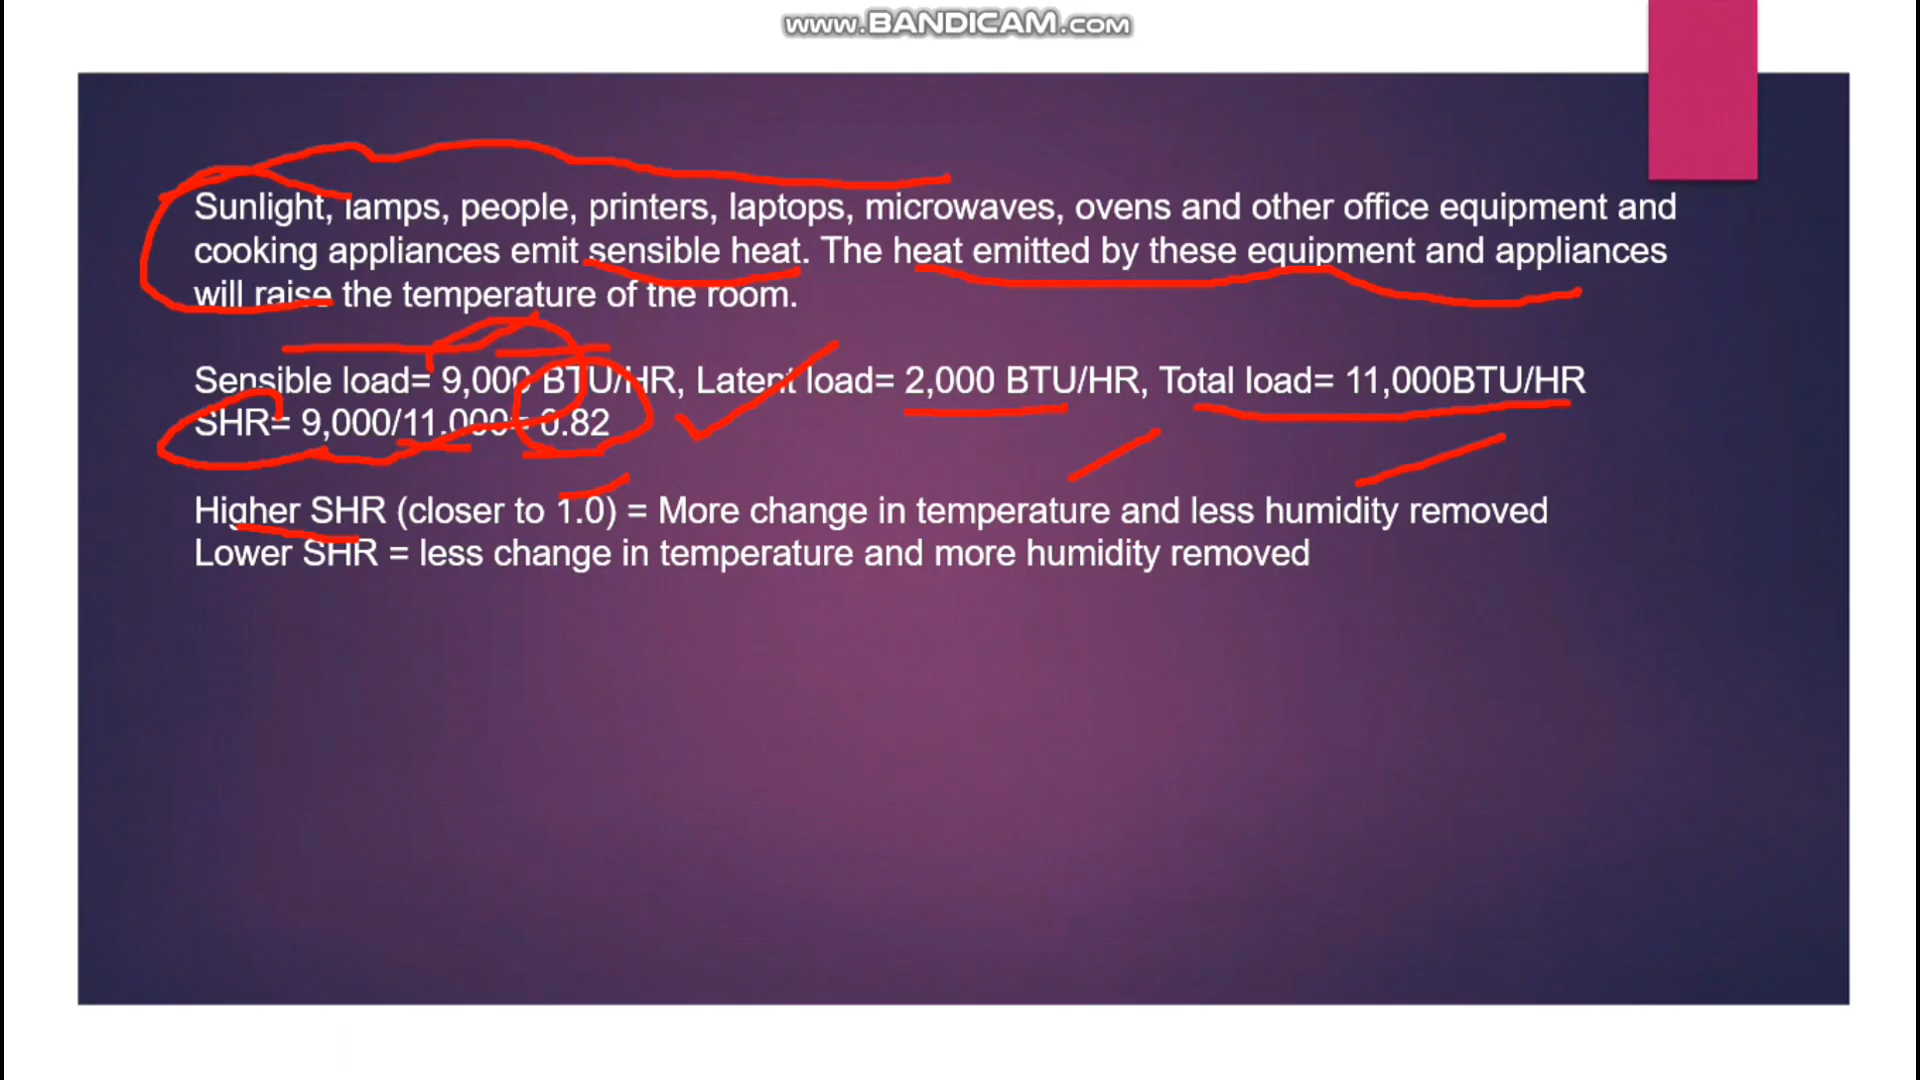 www.BANDICAM.com
Sunlight, lamps, people, printers, laptops, microwaves, ovens and other office equipment and
cooking appliances emit sensible heat. The heat emitted by these equipment and appliances
will raise the temperature of the room.
Sensible load= 9,000 BTU/HR, Latent load= 2,000 BTU/HR, Total load= 11,000BTU/HR
SHR= 9,000/11.000= 0.82
Higher SHR (closer to 1.0) = More change in temperature and less humidity removed
Lower SHR = less change in temperature and more humidity removed